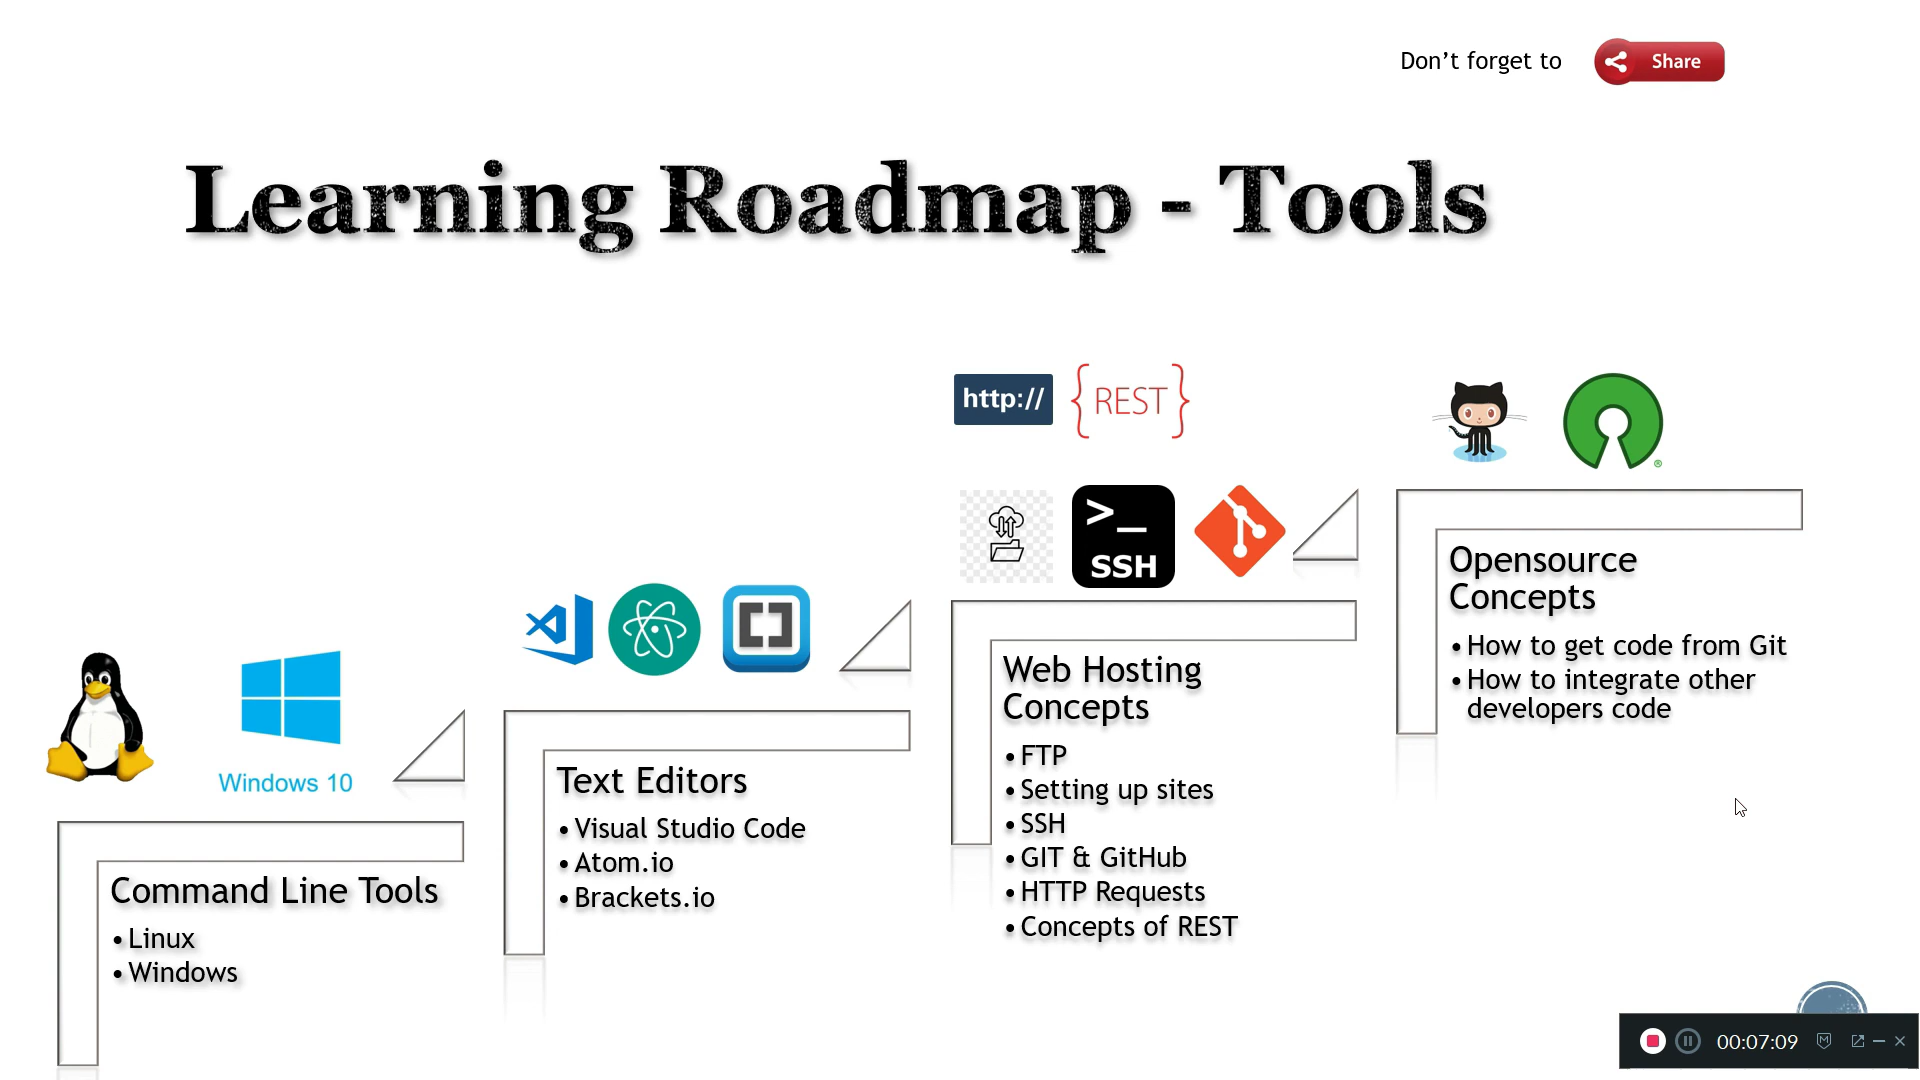 Don’t forget to
Share
Learning Roadmap - Tools
http://
{REST}
>_
SSH
®
Windows 10
Command Line Tools
• Linux
• Windows
Text Editors
• Visual Studio Code
• Atom.io
• Brackets.io
Web Hosting
Concepts
• FTP
• Setting up sites
• SSH
• GIT & GitHub
• HTTP Requests
• Concepts of REST
Opensource
Concepts
• How to get code from Git
• How to integrate other
developers code
00:07:09